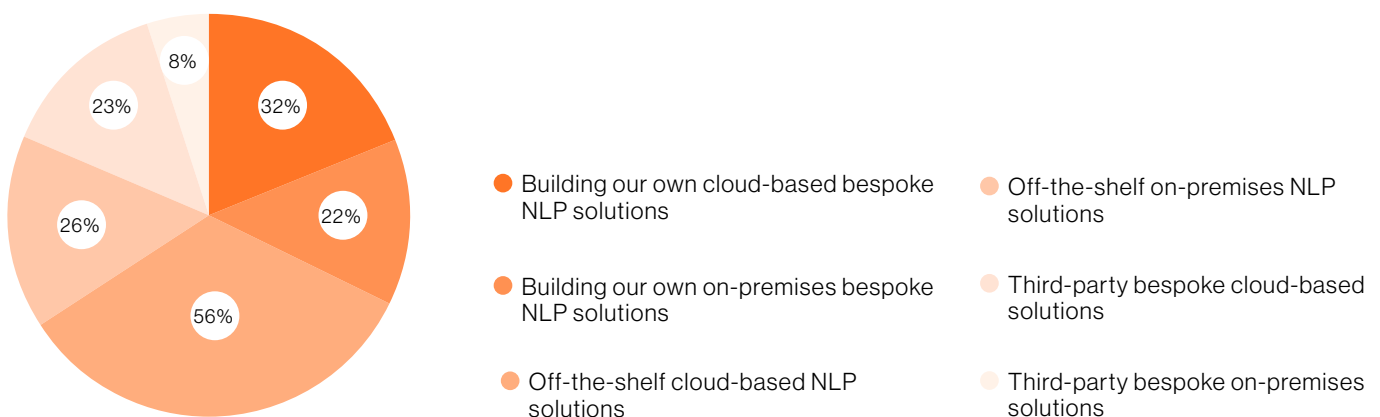 8%
23%
32%
26%
22%
56%
Building our own cloud-based bespoke
NLP solutions
Building our own on-premises bespoke
NLP solutions
Off-the-shelf cloud-based NLP
solutions
Off-the-shelf on-premises NLP
solutions
Third-party bespoke cloud-based
solutions
Third-party bespoke on-premises
solutions